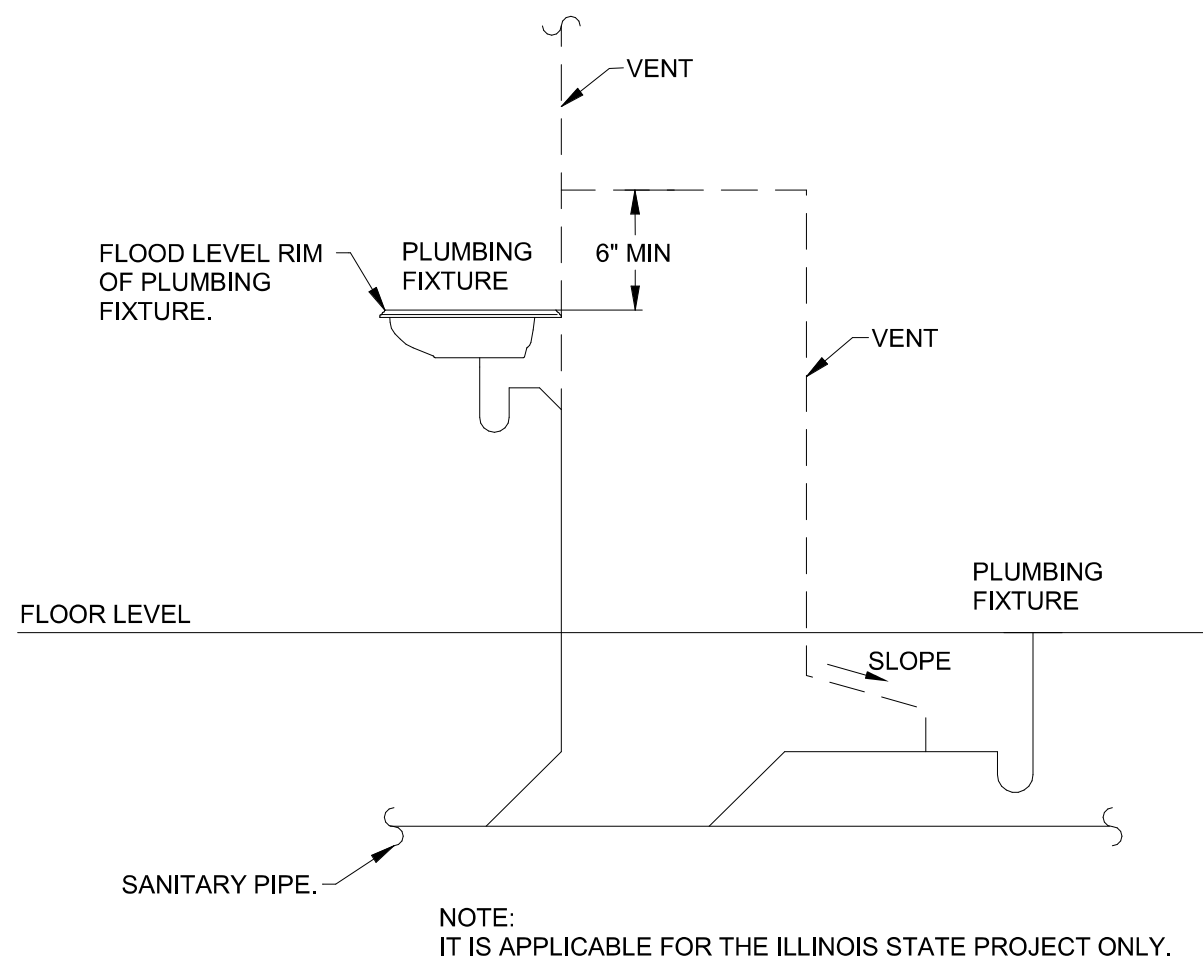 VENT
FLOOD LEVEL RIM
OF PLUMBING
FIXTURE.
PLUMBING
FIXTURE
6" MIN
VENT
PLUMBING
FIXTURE
FLOOR LEVEL
SLOPE
SANITARY PIPE.
NOTE:
IT IS APPLICABLE FOR THE ILLINOIS STATE PROJECT ONLY.